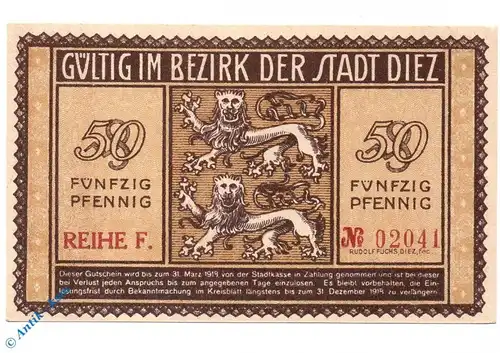 GÜLTIG IM BEZIRK DER STADT DIEZ
50
FÜNFZIG
PFENNIG
50
FÜNFZIG
PFENNIG
REIHE F.
№ 02041
RUDOLF FUCHS, DIEZ, fec.
Dieser Gutschein wird bis zum 31. März 1919 von der Stadtkasse in Zahlung genommen und ist bei dieser
bei Verlust jeden Anspruchs bis zum angegebenen Tage einzulösen. Es bleibt vorbehalten, die Ein-
lösungsfrist durch Bekanntmachung im Kreisblatt längstens bis zum 31. Dezember 1919 zu verlängern.
© Antik